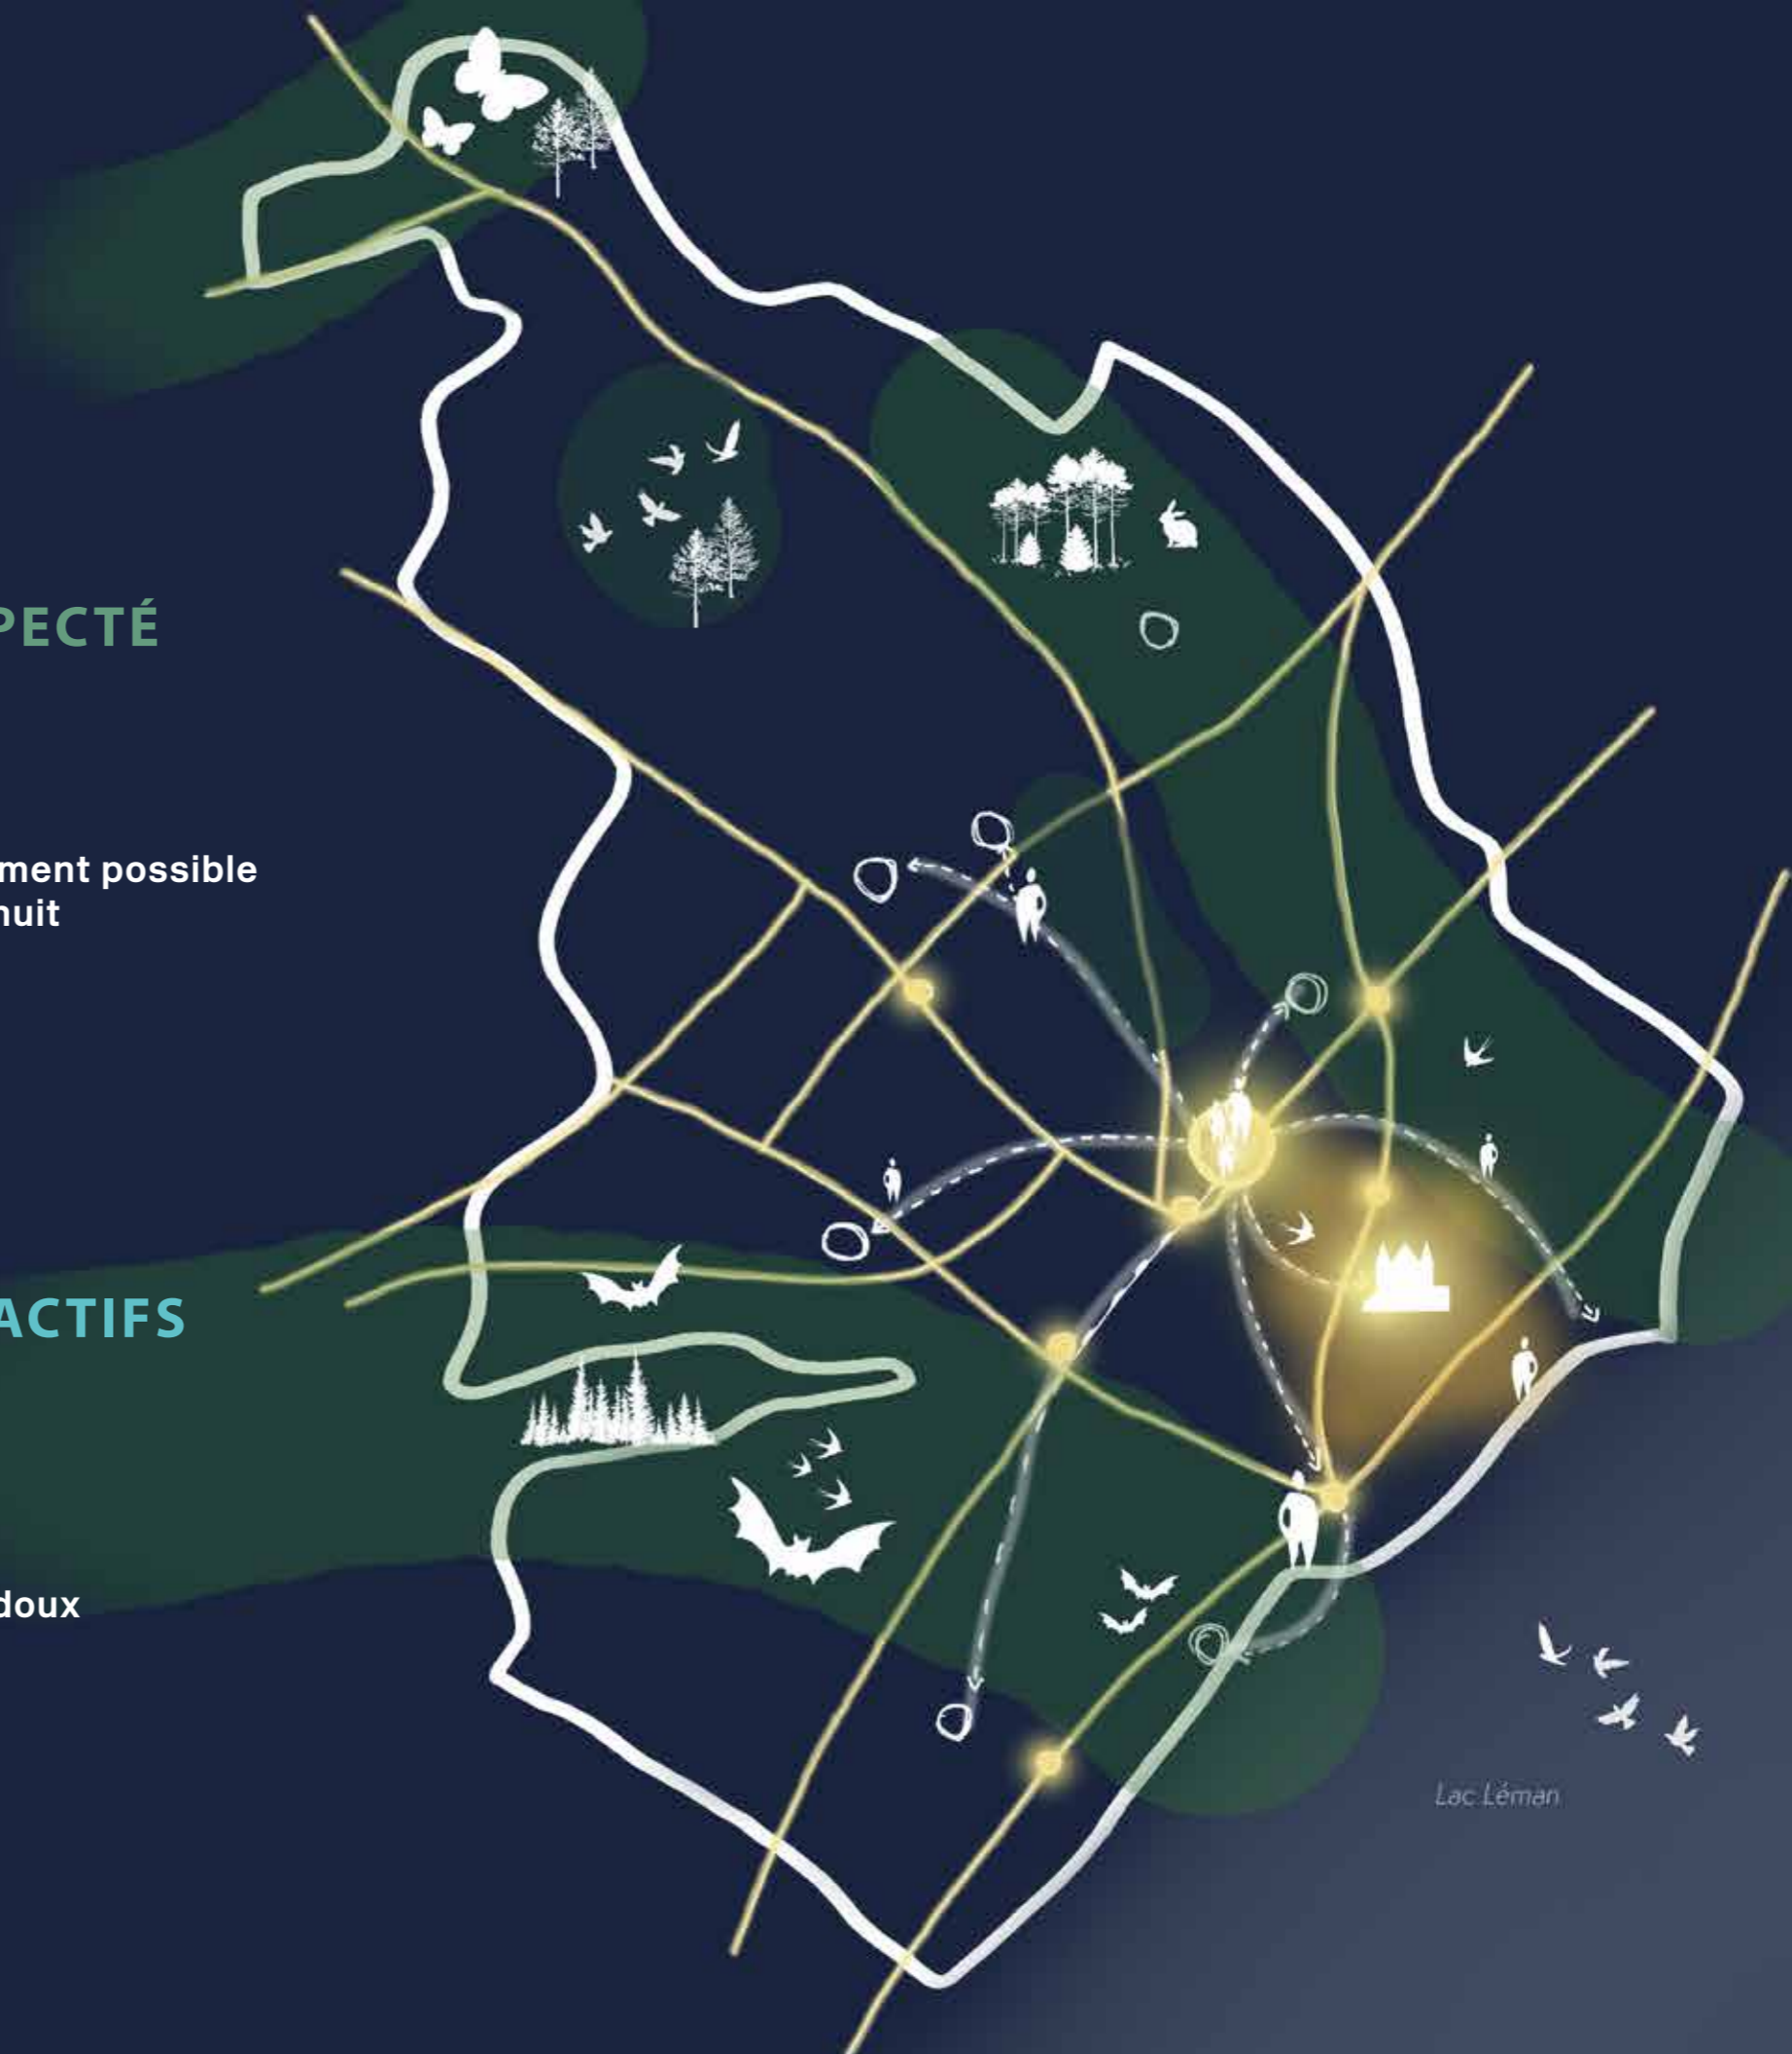 PECTÉ
ment possible
nuit
ACTIFS
doux
Lac Léman